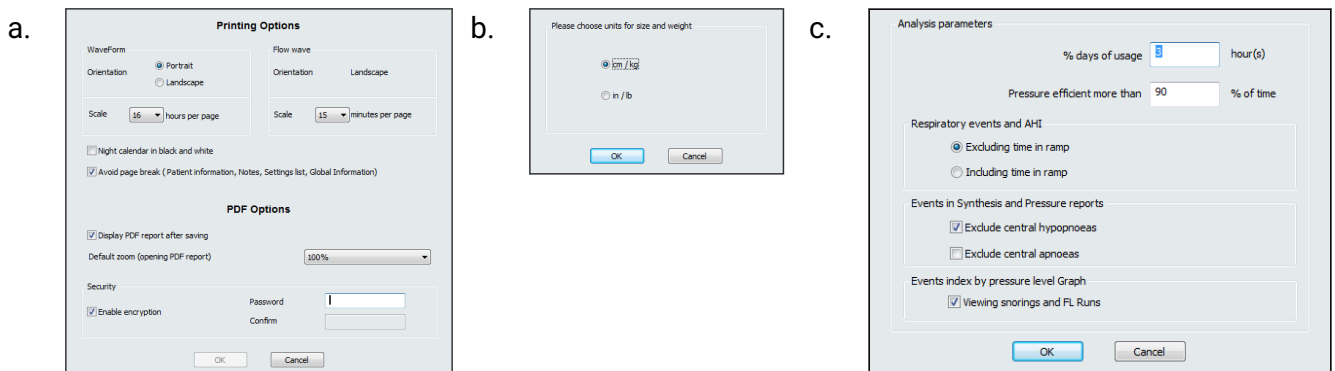 a.
Printing Options
WaveForm
Orientation
Portrait
Landscape
Scale 16 hours per page
Flow wave
Orientation Landscape
Scale 15 minutes per page
Night calendar in black and white
Avoid page break ( Patient information, Notes, Settings list, Global Information)
PDF Options
Display PDF report after saving
Default zoom (opening PDF report) 100%
Security
Enable encryption
Password
Confirm
OK Cancel
b.
Please choose units for size and weight
cm / kg
in / lb
OK Cancel
c.
Analysis parameters
% days of usage 3 hour(s)
Pressure efficient more than 90 % of time
Respiratory events and AHI
Excluding time in ramp
Including time in ramp
Events in Synthesis and Pressure reports
Exclude central hypopnoeas
Exclude central apnoeas
Events index by pressure level Graph
Viewing snorings and FL Runs
OK Cancel